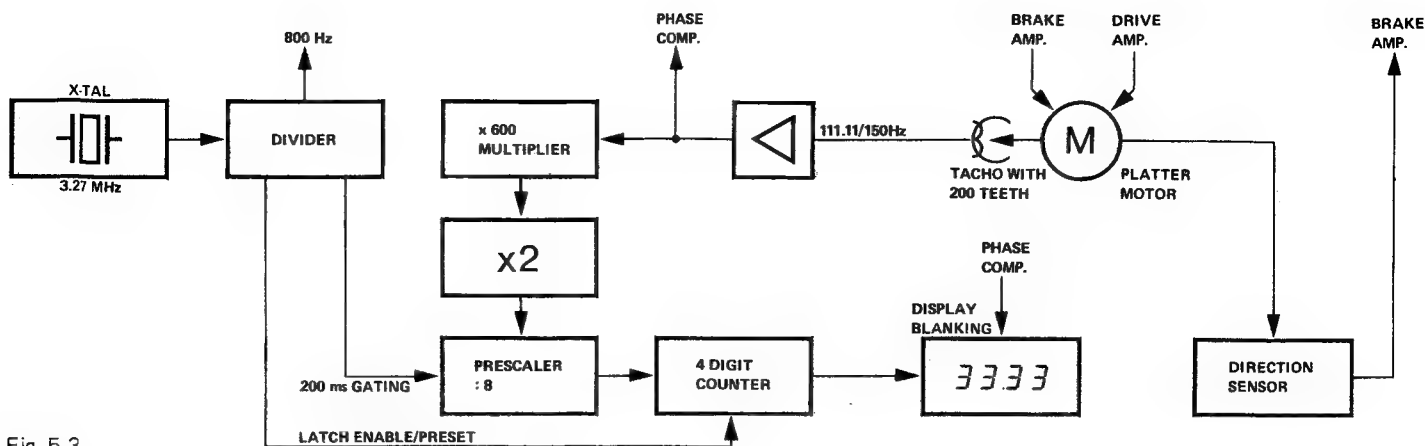 PHASE
COMP.
BRAKE
AMP.
DRIVE
AMP.
BRAKE
AMP.
800 Hz
X-TAL
3.27 MHz
DIVIDER
x 600
MULTIPLIER
111.11/150Hz
TACHO WITH
200 TEETH
M
PLATTER
MOTOR
x2
PHASE
COMP.
DISPLAY
BLANKING
200 ms GATING
PRESCALER
: 8
4 DIGIT
COUNTER
33.33
DIRECTION
SENSOR
LATCH ENABLE/PRESET
Fig. 5.3